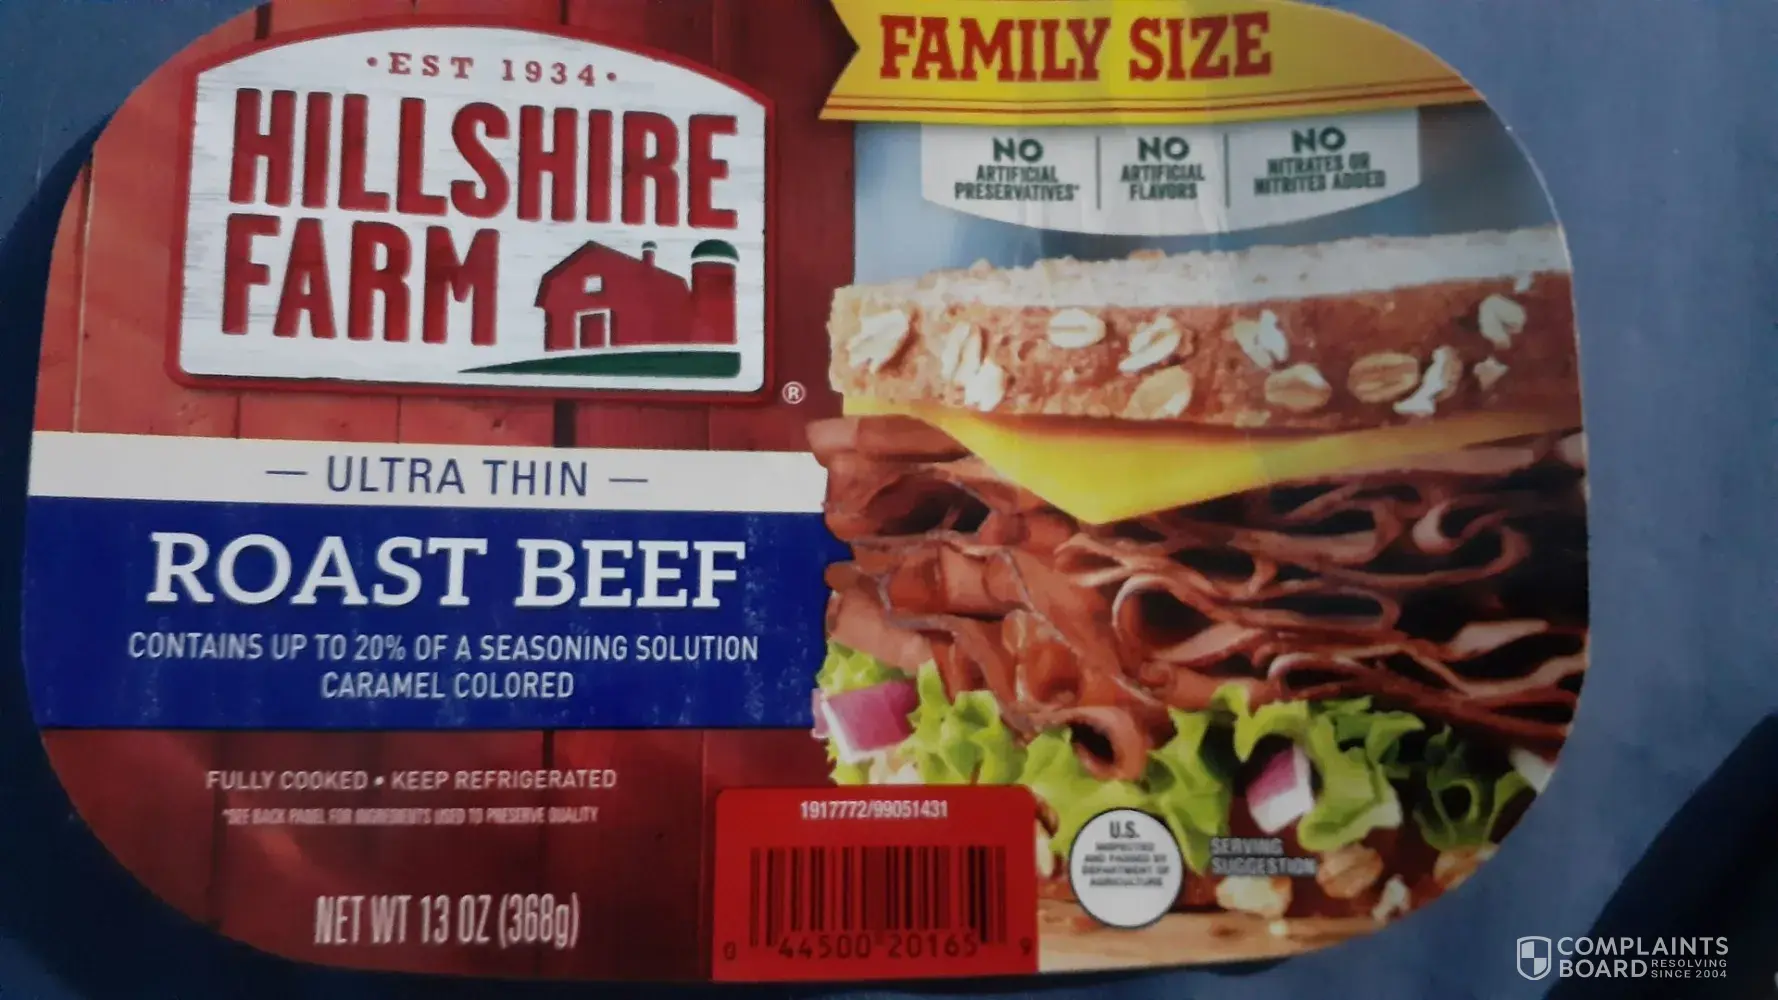 • EST 1934 •
HILLSHIRE
FARM
®
FAMILY SIZE
NO
ARTIFICIAL
PRESERVATIVES*
NO
ARTIFICIAL
FLAVORS
NO
NITRATES OR
NITRITES ADDED
— ULTRA THIN —
ROAST BEEF
CONTAINS UP TO 20% OF A SEASONING SOLUTION
CARAMEL COLORED
FULLY COOKED • KEEP REFRIGERATED
*SEE BACK PANEL FOR INGREDIENTS USED TO PRESERVE QUALITY
NET WT 13 OZ (368g)
1917772/99051431
0 44500 20165 9
U.S.
INSPECTED
AND PASSED BY
DEPARTMENT OF
AGRICULTURE
SERVING
SUGGESTION
COMPLAINTS
BOARD RESOLVING
SINCE 2004